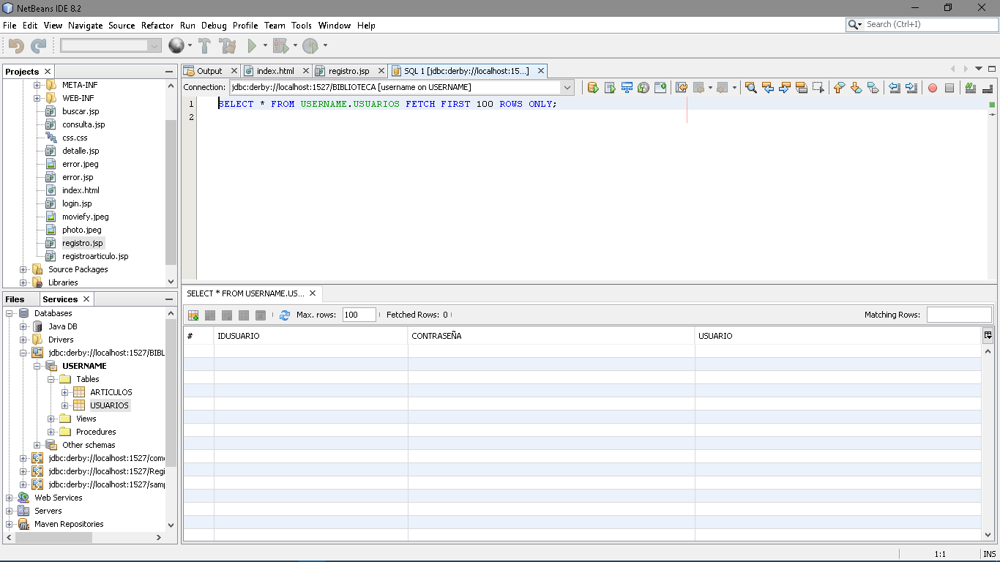 NetBeans IDE 8.2
File Edit View Navigate Source Refactor Run Debug Profile Team Tools Window Help
Search (Ctrl+I)
Projects
META-INF
WEB-INF
buscar.jsp
consulta.jsp
css.css
detalle.jsp
error.jpeg
error.jsp
index.html
login.jsp
moviefy.jpeg
photo.jpeg
registro.jsp
registroarticulo.jsp
Source Packages
Libraries
Files Services
Databases
Java DB
Drivers
jdbc:derby://localhost:1527/BIBL
USERNAME
Tables
ARTICULOS
USUARIOS
Views
Procedures
Other schemas
jdbc:derby://localhost:1527/com
jdbc:derby://localhost:1527/Regi
jdbc:derby://localhost:1527/samp
Web Services
Servers
Maven Repositories
Output index.html registro.jsp SQL 1 [jdbc:derby://localhost:15...]
Connection: jdbc:derby://localhost:1527/BIBLIOTECA [username on USERNAME]
1 SELECT * FROM USERNAME.USUARIOS FETCH FIRST 100 ROWS ONLY;
2
SELECT * FROM USERNAME.US...
Max. rows: 100 Fetched Rows: 0 Matching Rows:
# IDUSUARIO CONTRASEÑA USUARIO
1:1 INS